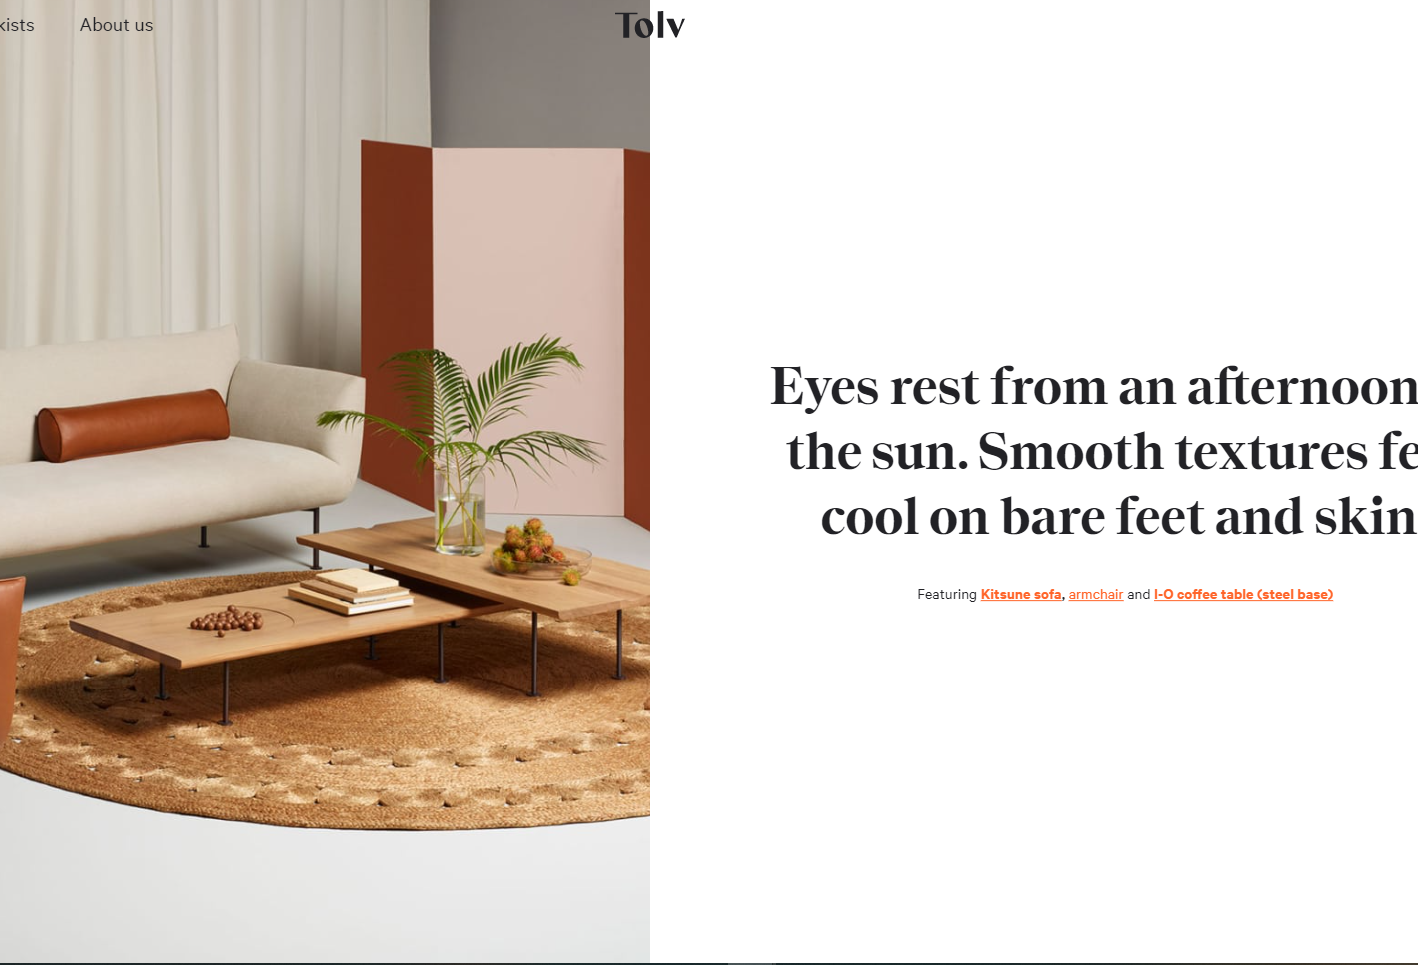 kists
About us
Tolv
Eyes rest from an afternoon
the sun. Smooth textures fe
cool on bare feet and skin
Featuring Kitsune sofa, armchair and I-O coffee table (steel base)